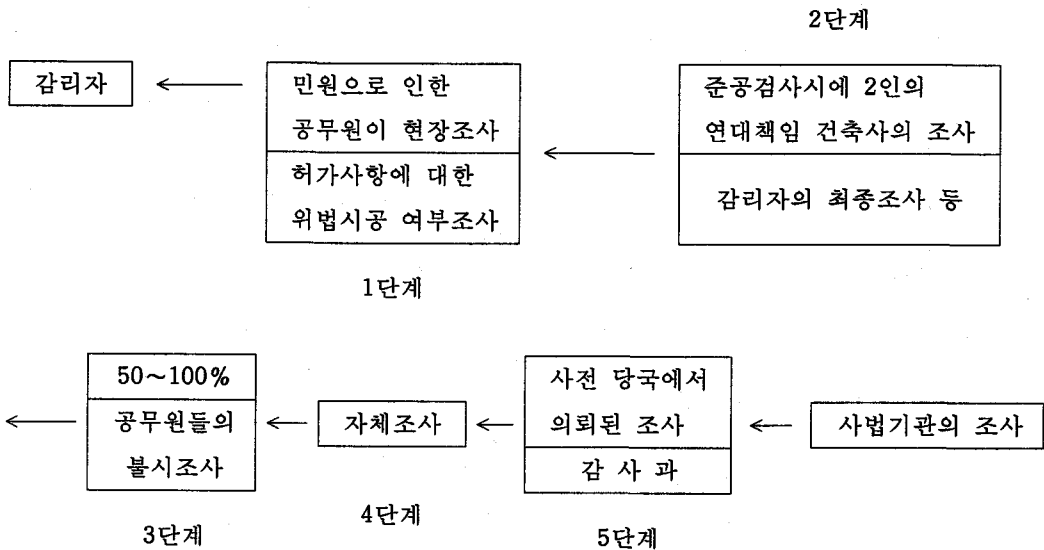 2단계
감리자
민원으로 인한
공무원이 현장조사
허가사항에 대한
위법시공 여부조사
1단계
준공검사시에 2인의
연대책임 건축사의 조사
감리자의 최종조사 등
50~100%
공무원들의
불시조사
3단계
자체조사
4단계
사전 당국에서
의뢰된 조사
감 사 과
5단계
사법기관의 조사